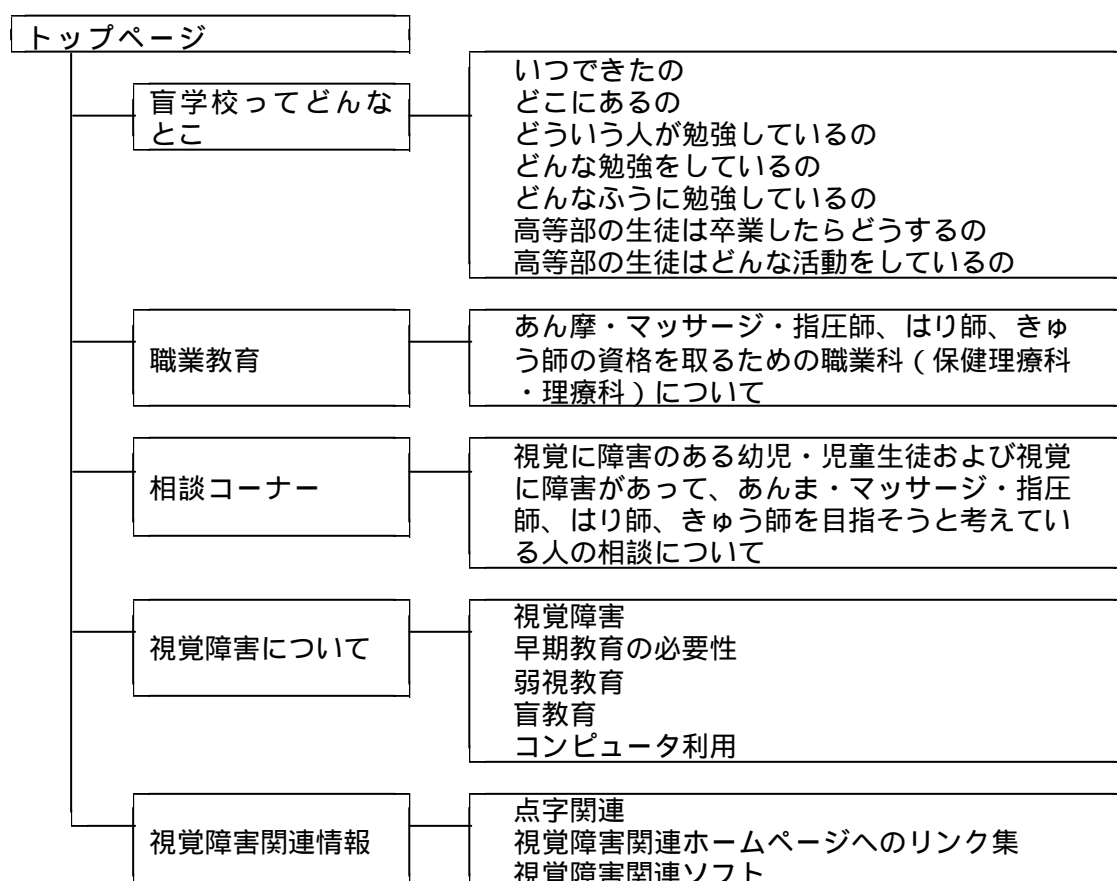 トップページ
盲学校ってどんな
とこ
いつできたの
どこにあるの
どういう人が勉強しているの
どんな勉強をしているの
どんなふうに勉強しているの
高等部の生徒は卒業したらどうするの
高等部の生徒はどんな活動をしているの
職業教育
あん摩・マッサージ・指圧師、はり師、きゅ
う師の資格を取るための職業科(保健理療科
・理療科)について
相談コーナー
視覚に障害のある幼児・児童生徒および視覚
に障害があって、あんま・マッサージ・指圧
師、はり師、きゅう師を目指そうと考えてい
る人の相談について
視覚障害について
視覚障害
早期教育の必要性
弱視教育
盲教育
コンピュータ利用
視覚障害関連情報
点字関連
視覚障害関連ホームページへのリンク集
視覚障害関連ソフト